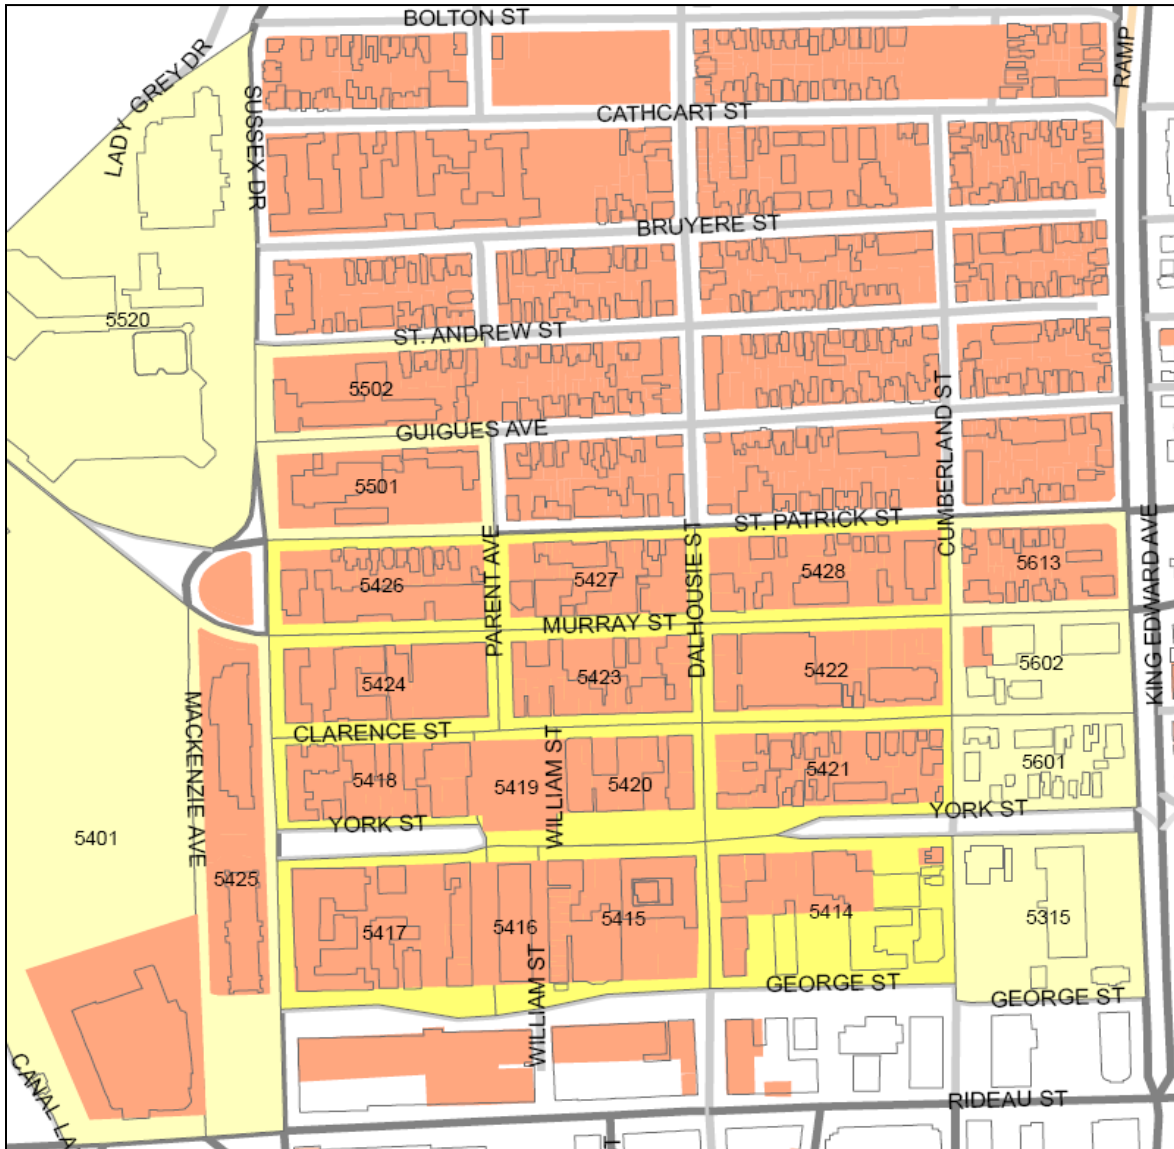 BOLTON ST
LADY GREY DR
RAMP
SUSSEX DR
CATHCART ST
BRUYERE ST
5520
ST. ANDREW ST
5502
CUMBERLAND ST
GUIGUES AVE
5501
ST. PATRICK ST
PARENT AVE
DALHOUSIE ST
KING EDWARD AVE
5426
5427
5428
5613
MURRAY ST
5424
5423
5422
5602
MACKENZIE AVE
CLARENCE ST
WILLIAM ST
5418
5419
5420
5421
5601
YORK ST
YORK ST
5401
5425
5417
5416
5415
5414
5315
GEORGE ST
GEORGE ST
WILLIAM ST
CANAL LA
RIDEAU ST